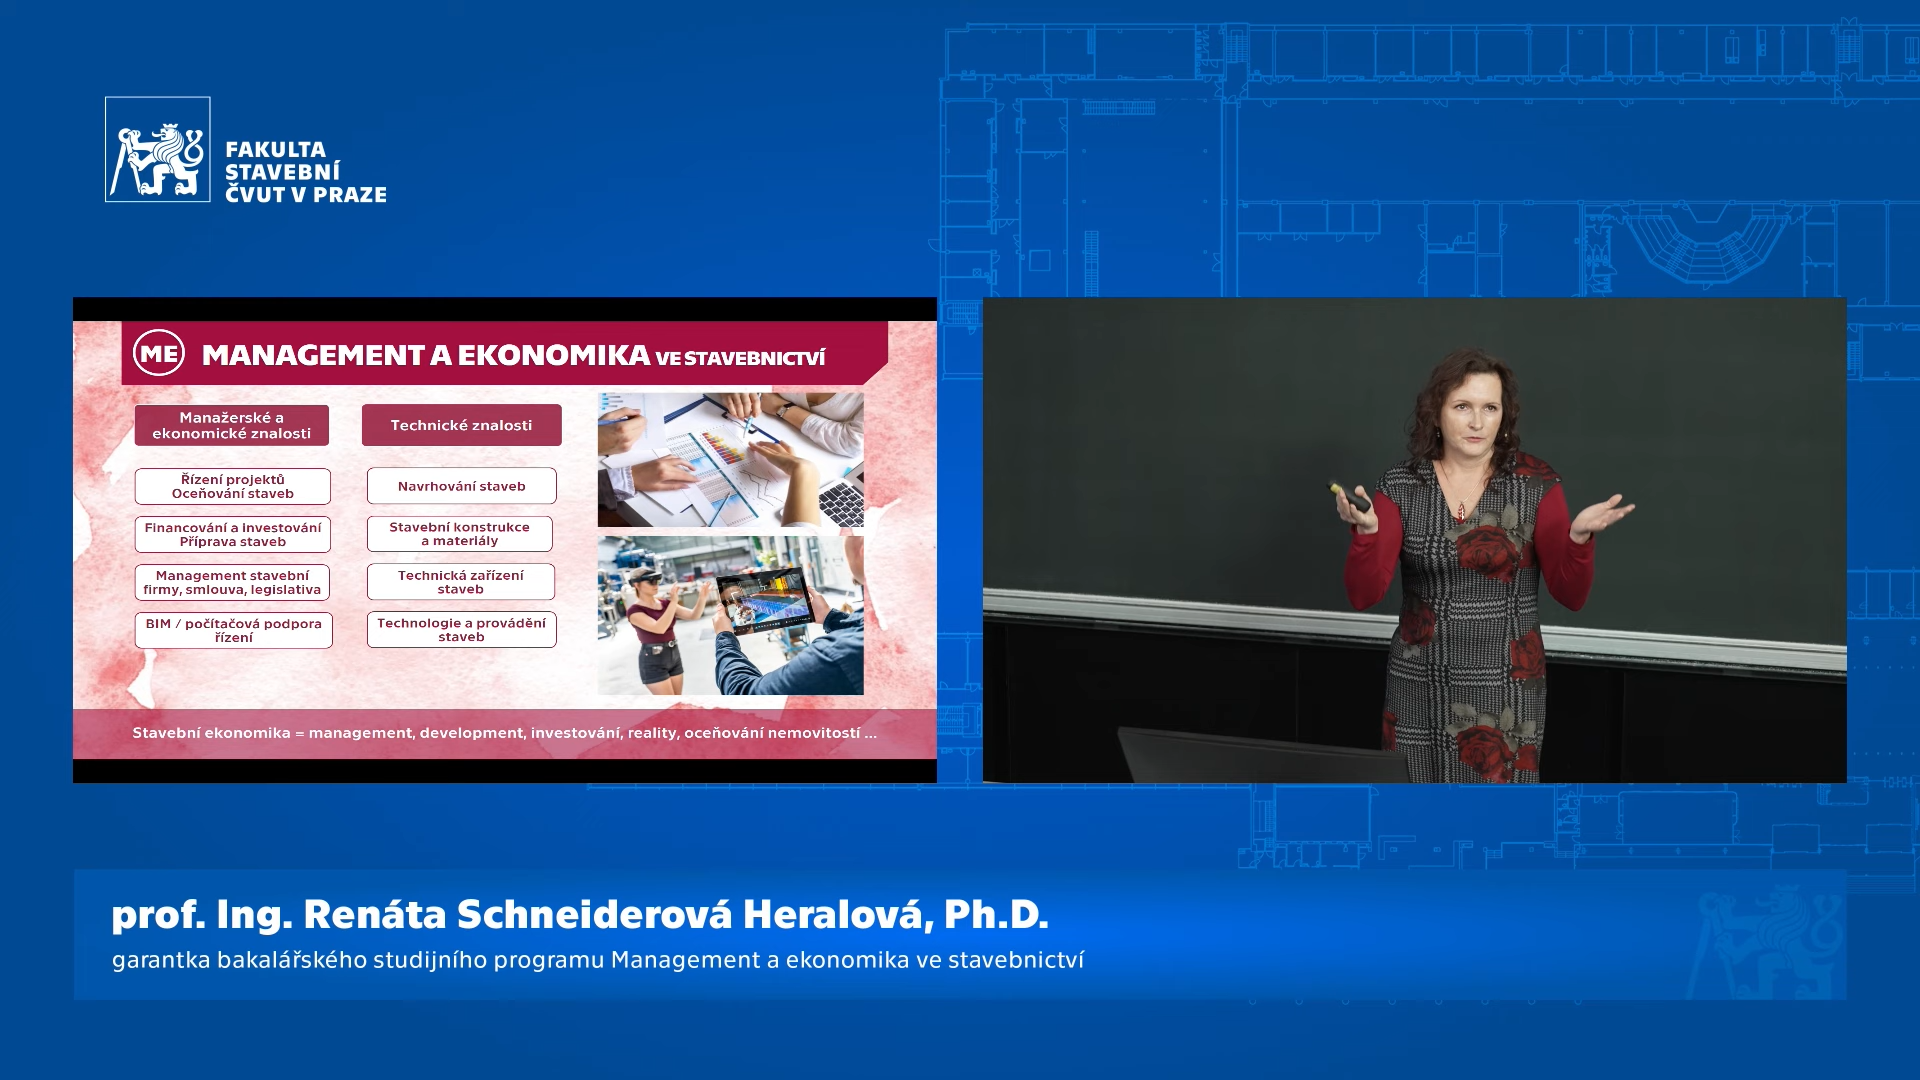 FAKULTA
STAVEBNÍ
ČVUT V PRAZE
ME
MANAGEMENT A EKONOMIKA VE STAVEBNICTVÍ
Manažerské a
ekonomické znalosti
Řízení projektů
Oceňování staveb
Financování a investování
Příprava staveb
Management stavební
firmy, smlouva, legislativa
BIM / počítačová podpora
řízení
Technické znalosti
Navrhování staveb
Stavební konstrukce
a materiály
Technická zařízení
staveb
Technologie a provádění
staveb
Stavební ekonomika = management, development, investování, reality, oceňování nemovitostí ...
prof. Ing. Renáta Schneiderová Heralová, Ph.D.
garantka bakalářského studijního programu Management a ekonomika ve stavebnictví